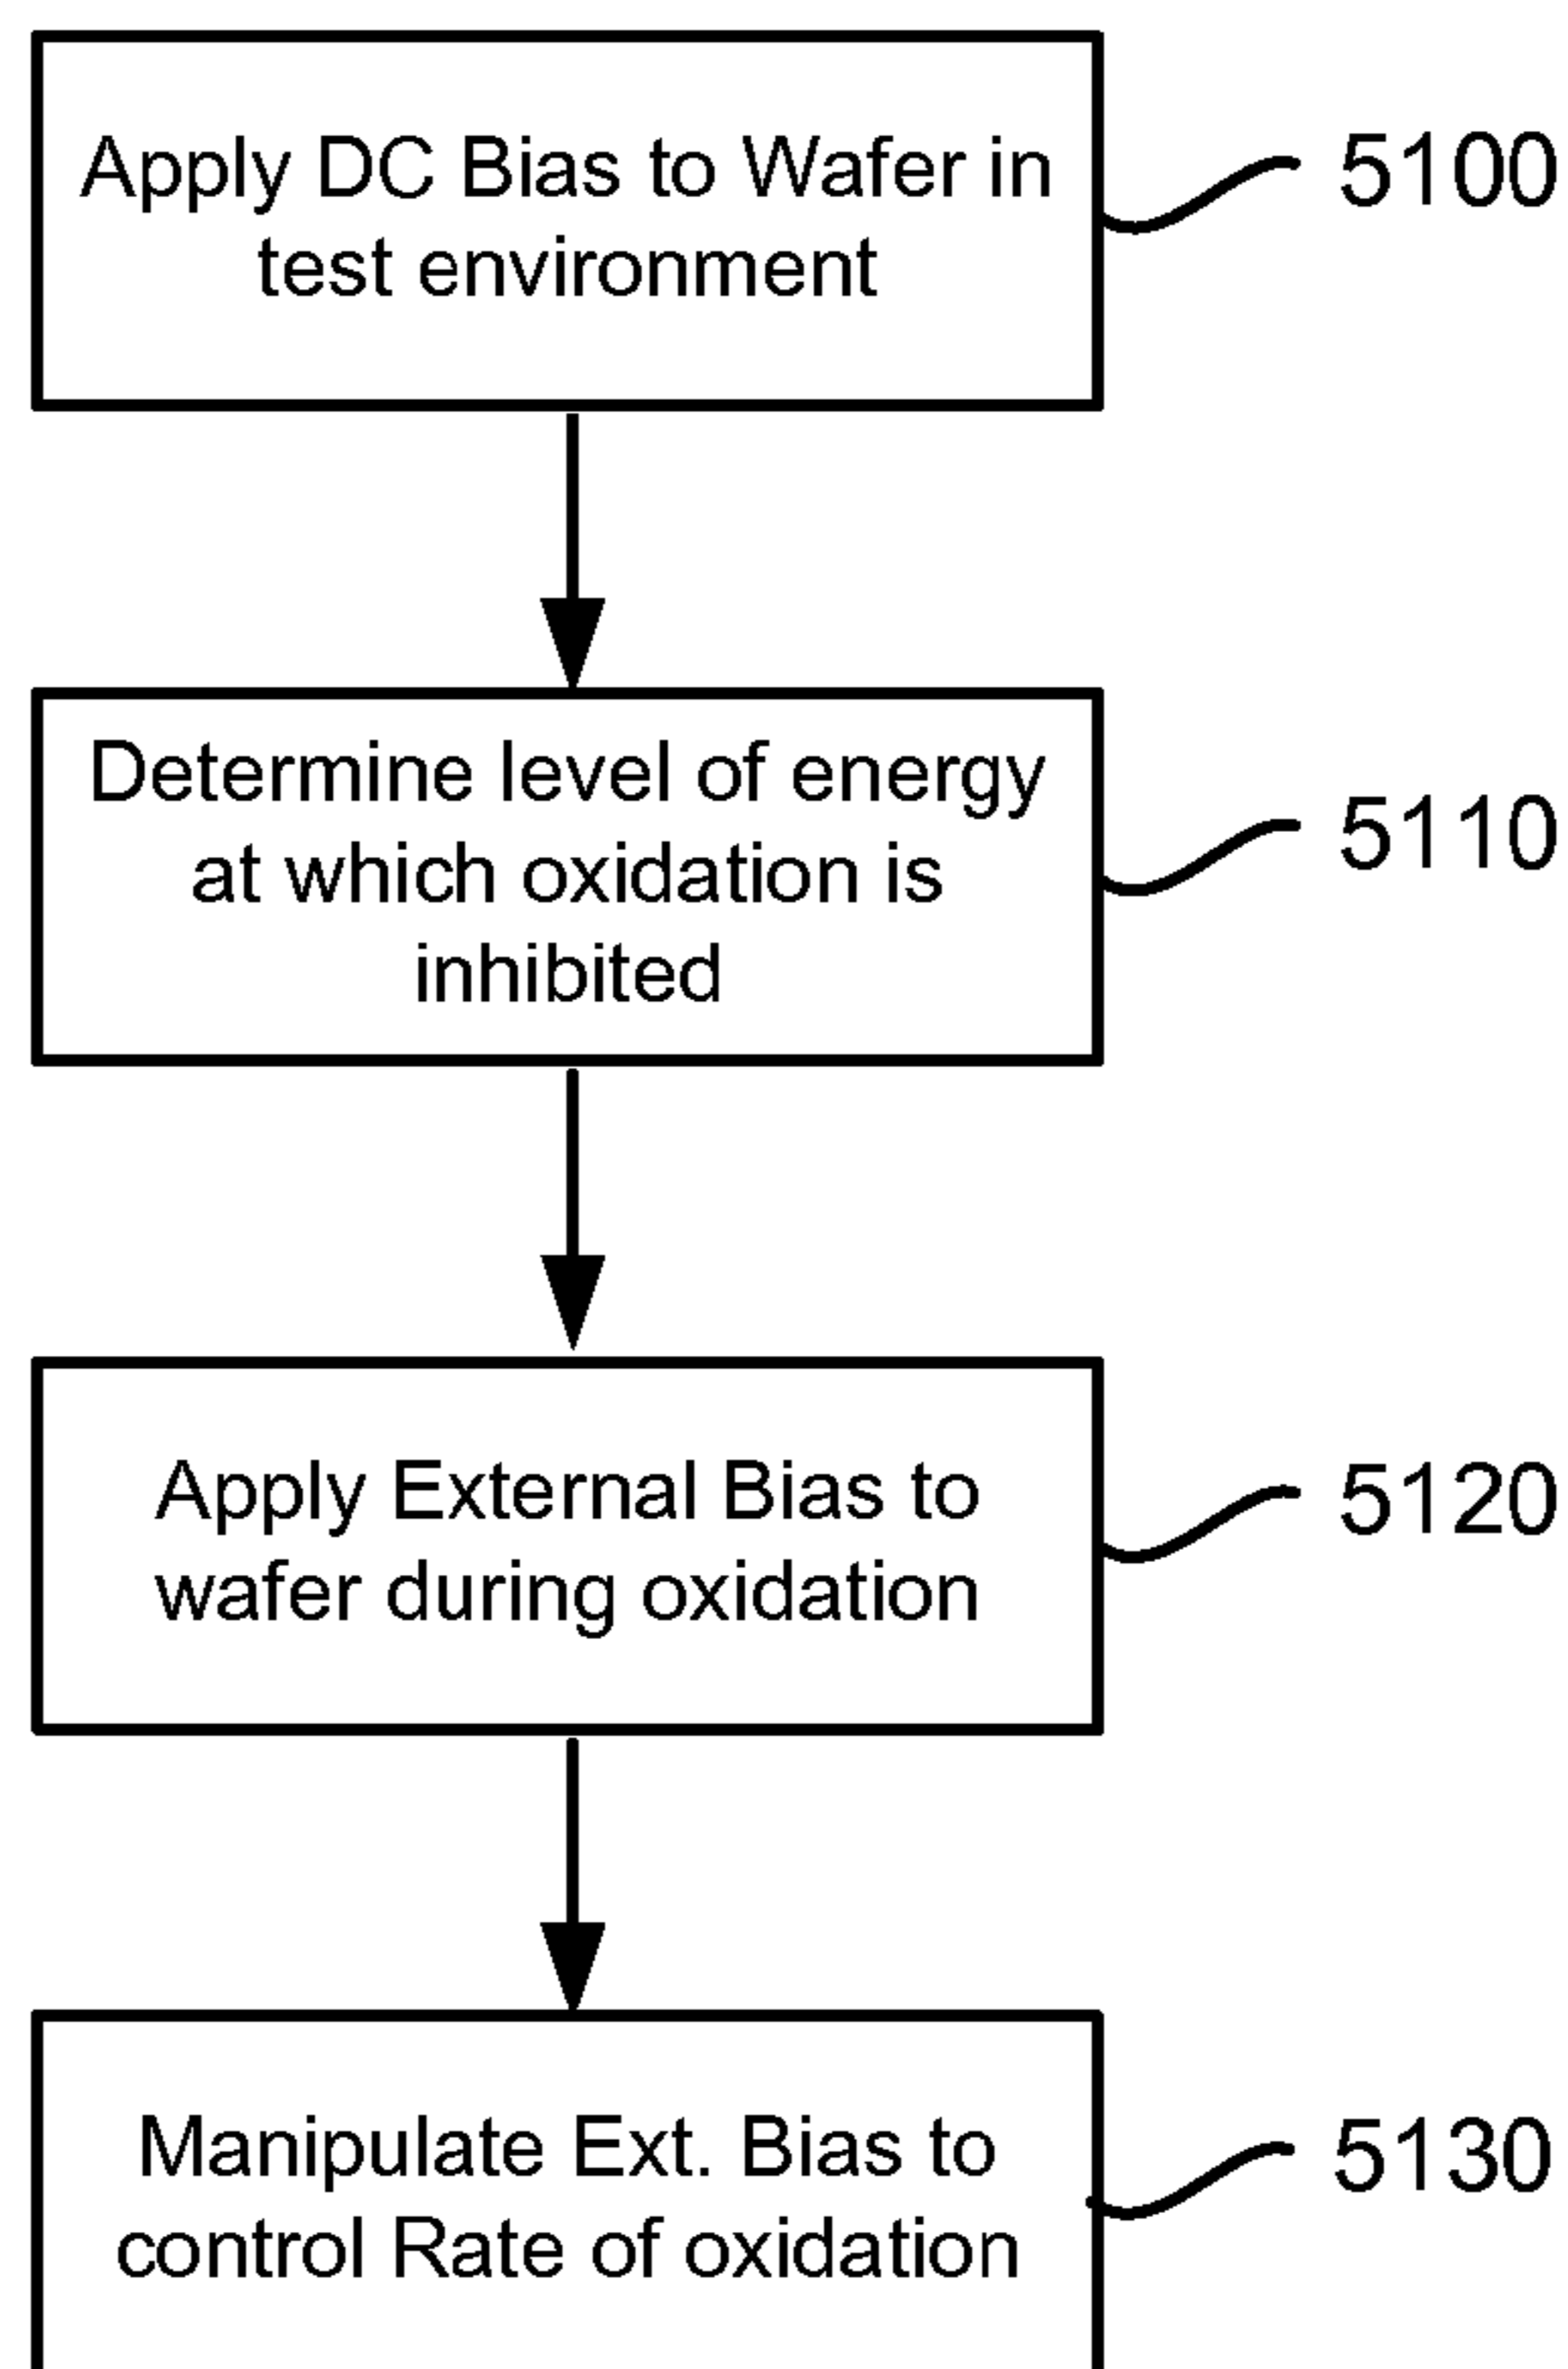 Apply DC Bias to Wafer in
test environment
5100
Determine level of energy
at which oxidation is
inhibited
5110
Apply External Bias to
wafer during oxidation
5120
Manipulate Ext. Bias to
control Rate of oxidation
5130